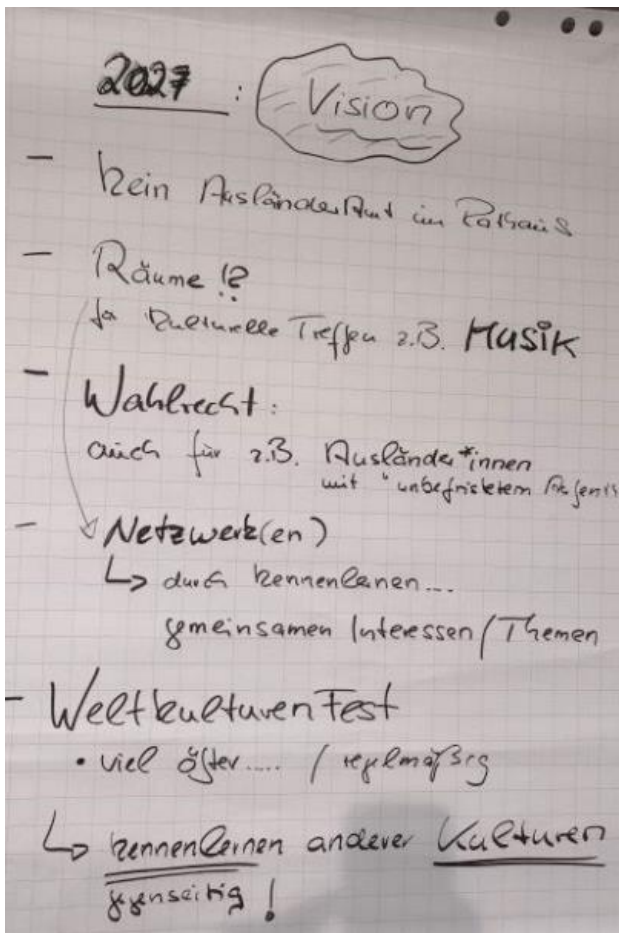 2027 : Vision
- kein AusländerAmt im Rathaus
- Räume !?
für kulturelle Treffen z.B. MUSIK
- Wahlrecht:
auch für z.B. Ausländer*innen
mit "unbefristetem
- Netzwerk(en)
↳ durch kennenlernen...
gemeinsamen Interessen / Themen
- WeltkulturenFest
• viel öfter..... / regelmäßig
↳ kennenlernen anderer Kulturen
gegenseitig !